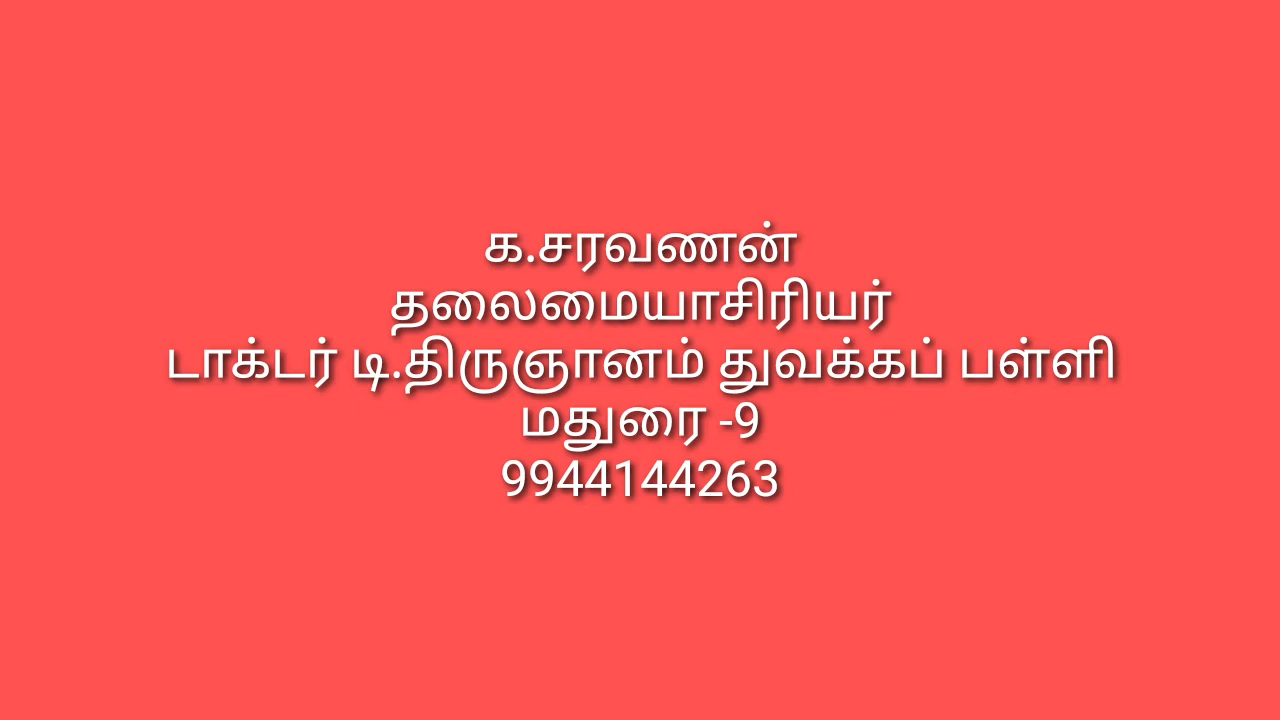 க.சரவணன்
தலைமையாசிரியர்
டாக்டர் டி.திருஞானம் துவக்கப் பள்ளி
மதுரை -9
9944144263